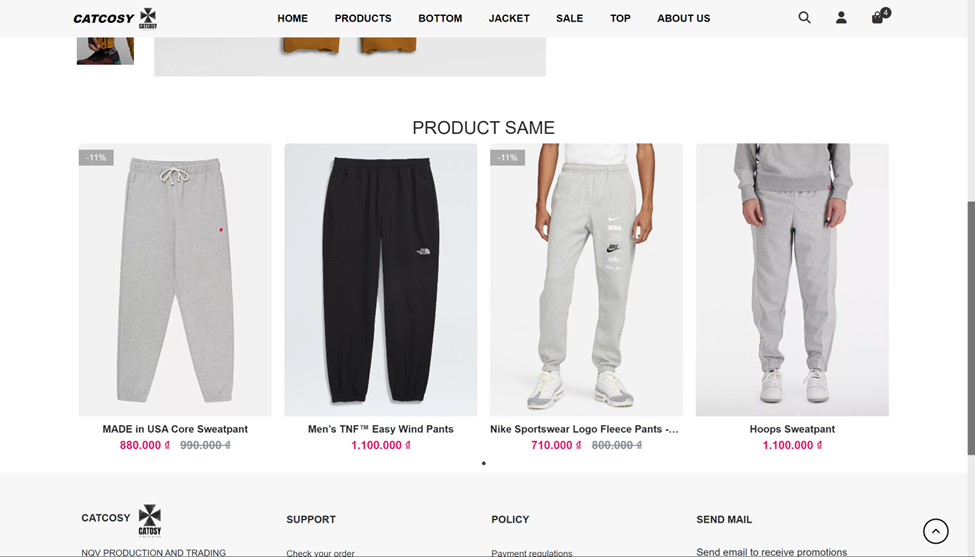 CATCOSY CATCOSY HOME PRODUCTS BOTTOM JACKET SALE TOP ABOUT US 4
PRODUCT SAME
-11% -11%
THE NORTH FACE
MADE in USA Core Sweatpant Men's TNF™ Easy Wind Pants Nike Sportswear Logo Fleece Pants -... Hoops Sweatpant
880.000 ₫ 990.000 ₫ 1.100.000 ₫ 710.000 ₫ 800.000 ₫ 1.100.000 ₫
CATCOSY CATCOSY SUPPORT POLICY SEND MAIL
NQV PRODUCTION AND TRADING Check your order Payment regulations Send email to receive promotions